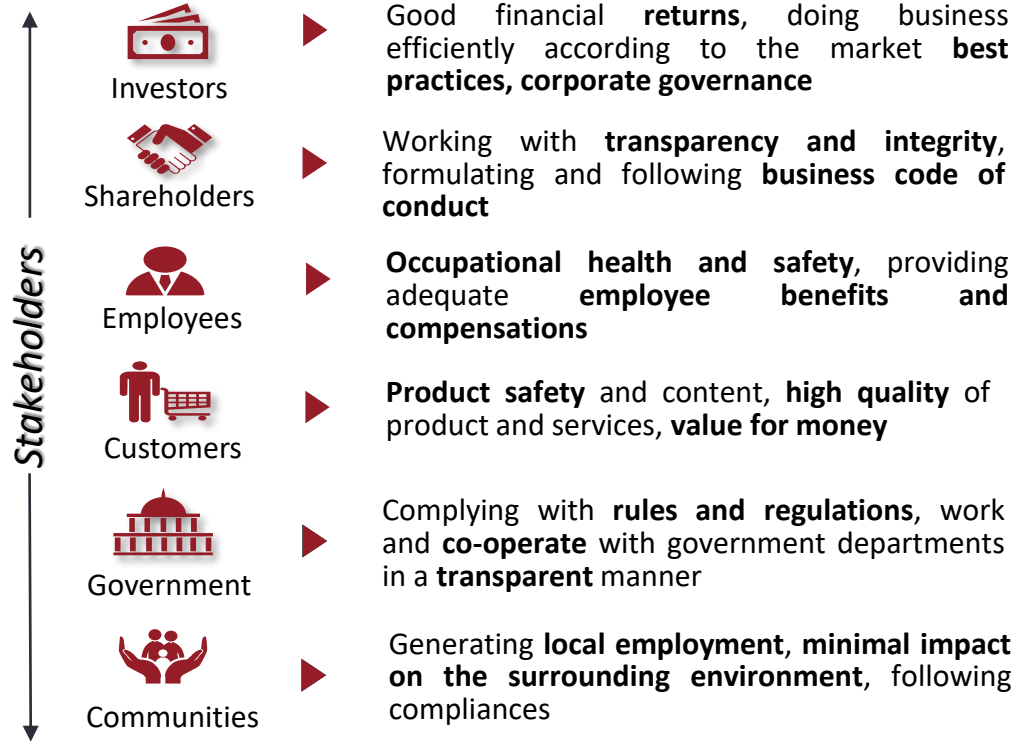 Stakeholders
Investors
Good financial returns, doing business
efficiently according to the market best
practices, corporate governance
Shareholders
Working with transparency and integrity,
formulating and following business code of
conduct
Employees
Occupational health and safety, providing
adequate employee benefits and
compensations
Customers
Product safety and content, high quality of
product and services, value for money
Government
Complying with rules and regulations, work
and co-operate with government departments
in a transparent manner
Communities
Generating local employment, minimal impact
on the surrounding environment, following
compliances